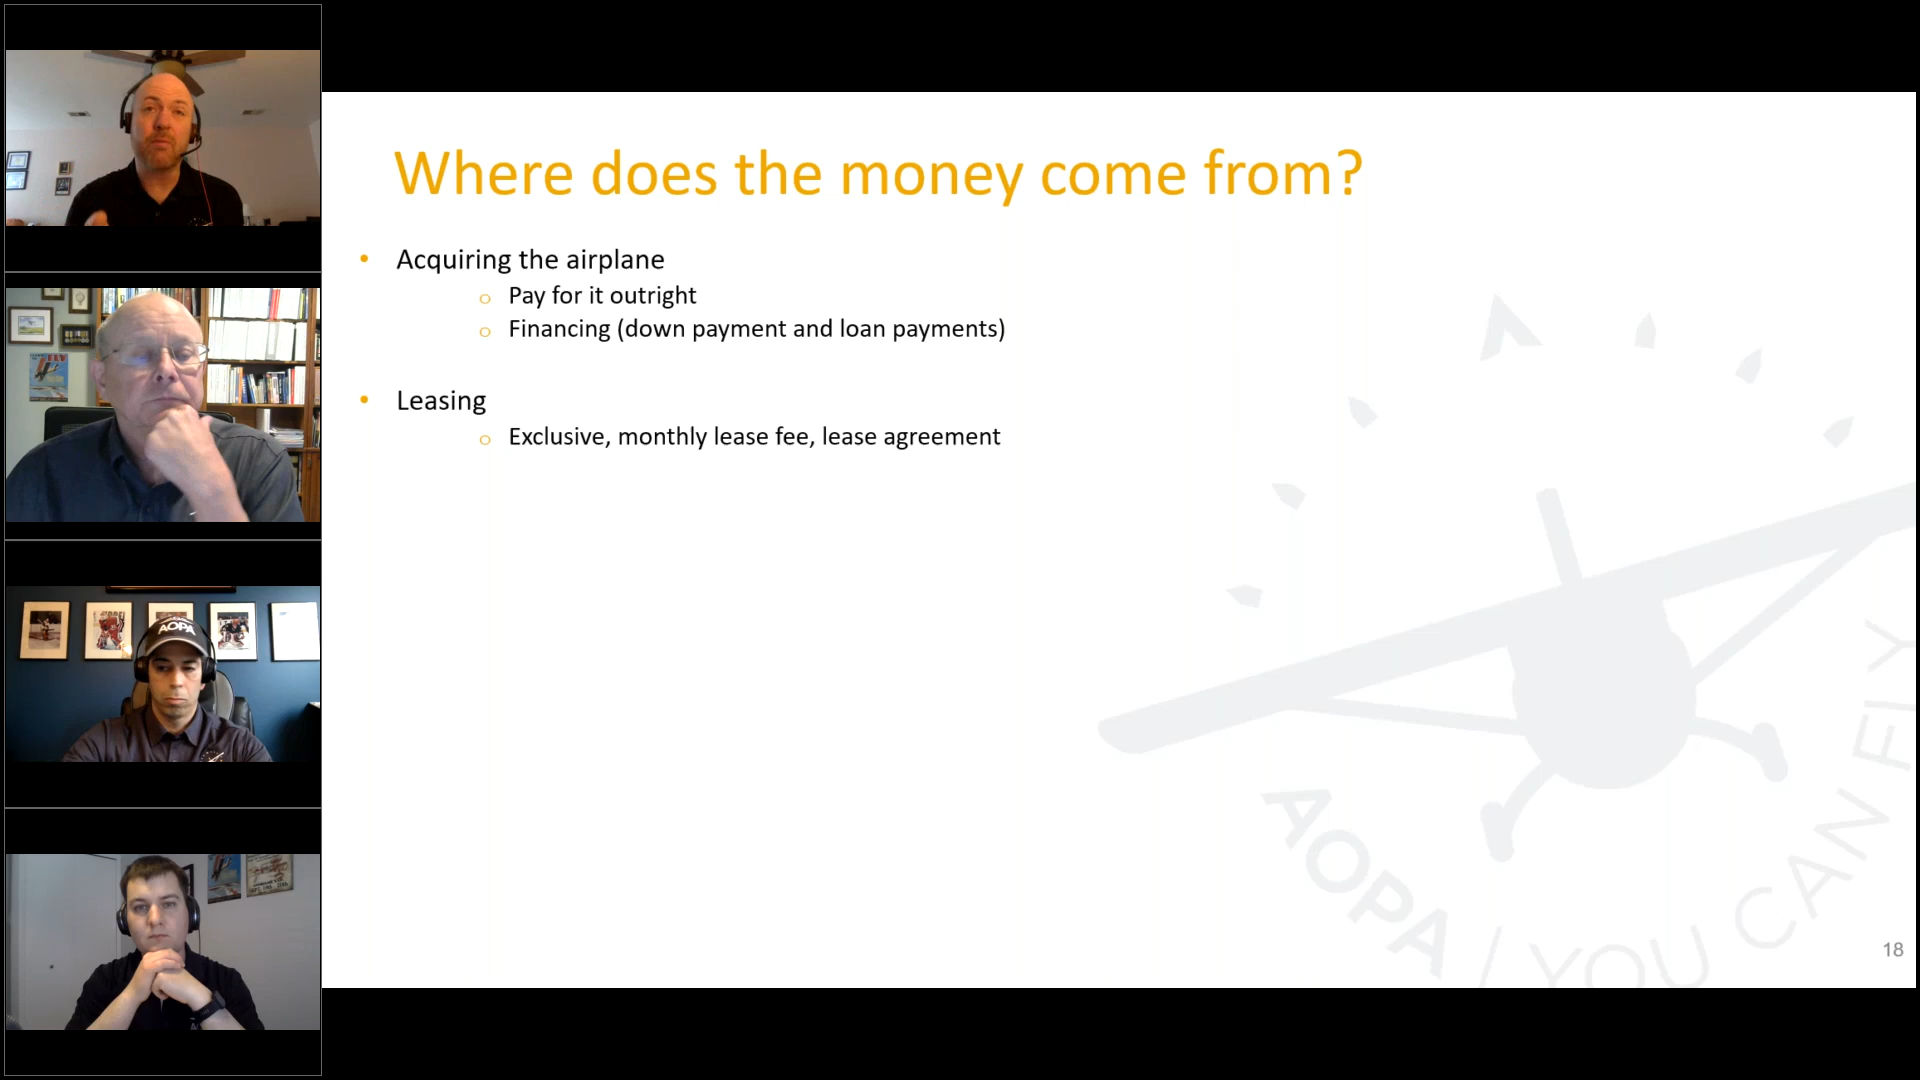 Where does the money come from?
• Acquiring the airplane
o Pay for it outright
o Financing (down payment and loan payments)
• Leasing
o Exclusive, monthly lease fee, lease agreement
AOPA | YOU CAN FLY
18
AOPA